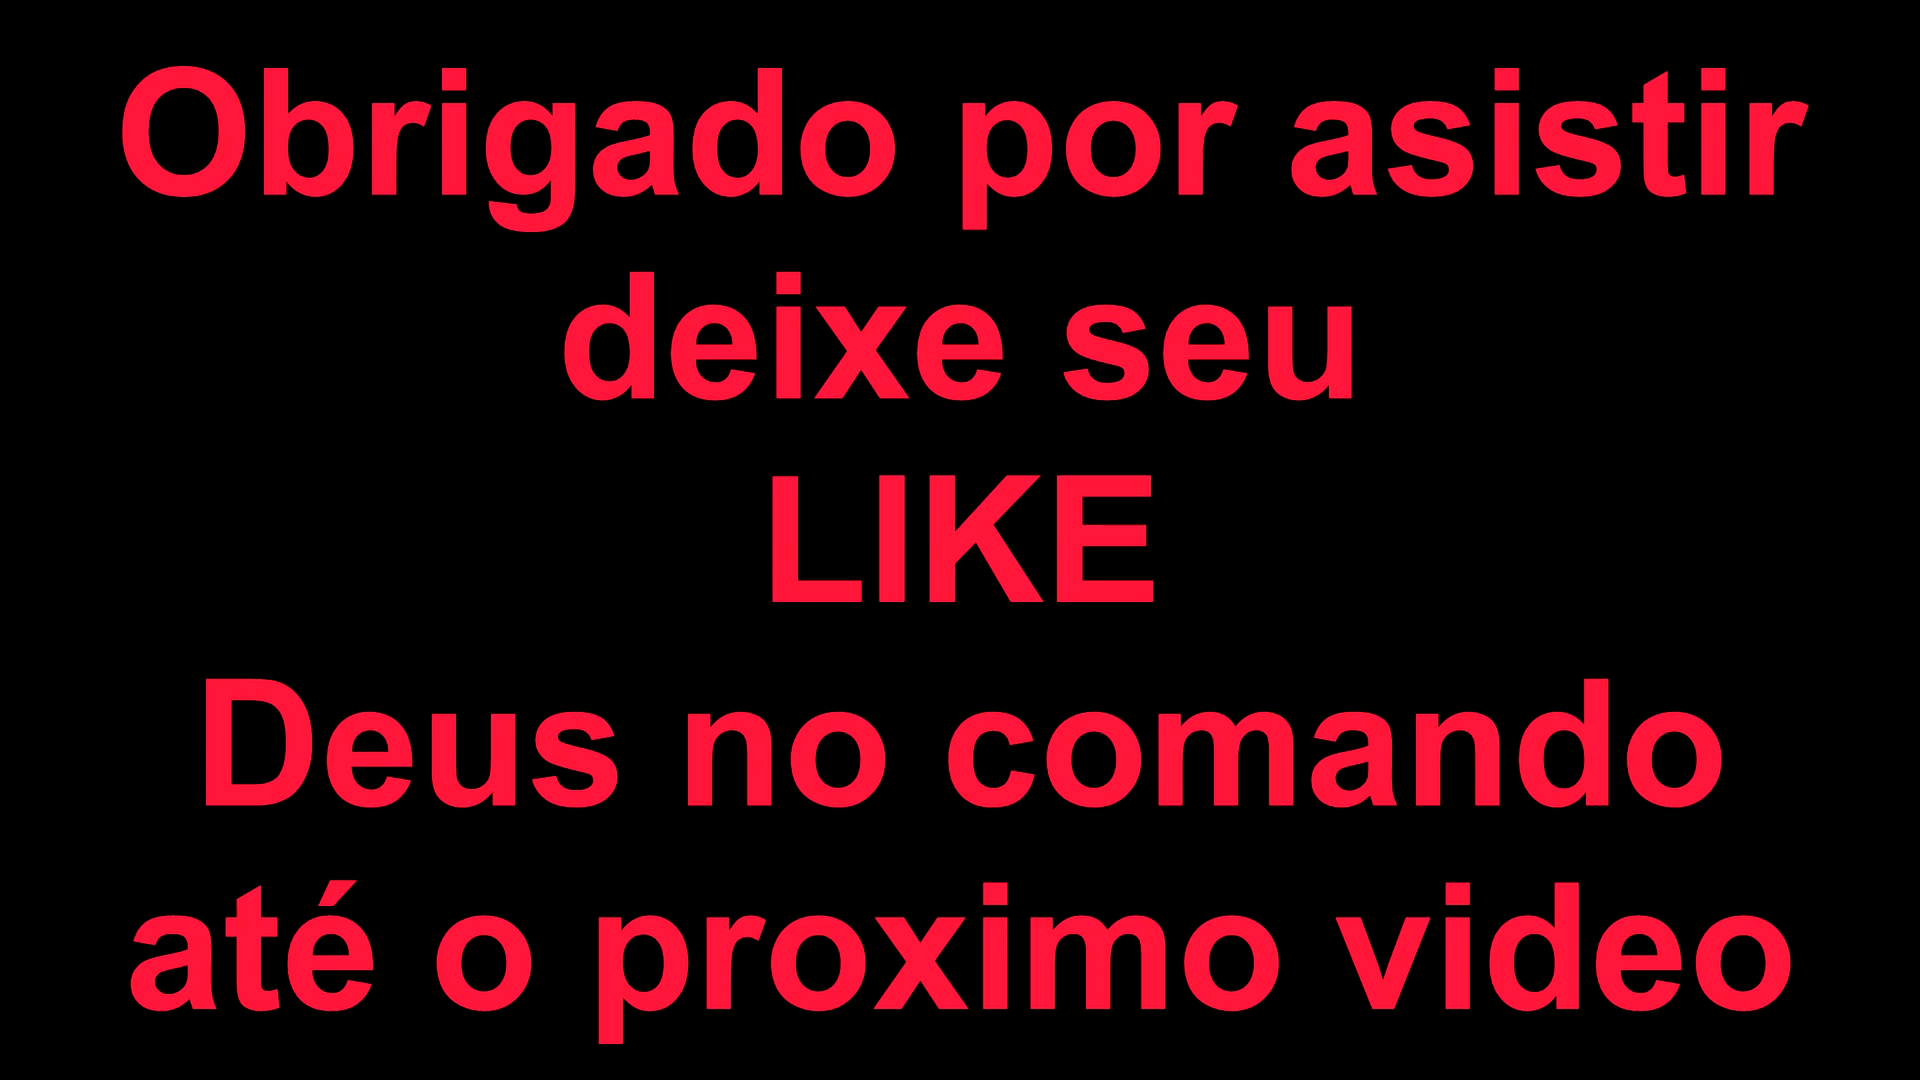 Obrigado por asistir
deixe seu
LIKE
Deus no comando
até o proximo video